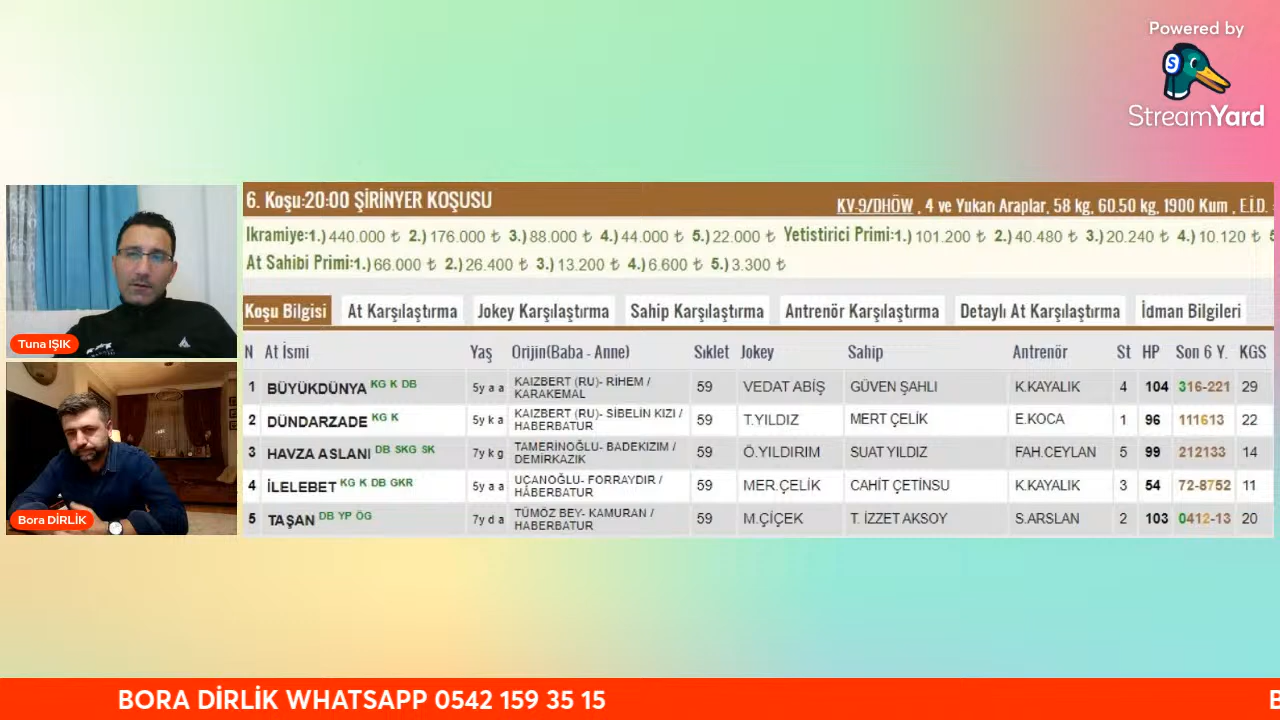 Powered by
StreamYard
6. Koşu:20:00 ŞİRİNYER KOŞUSU
KV-9/DHÖW , 4 ve Yukarı Araplar, 58 kg, 60.50 kg, 1900 Kum , E.İ.D.
Ikramiye:1.) 440.000 ₺ 2.) 176.000 ₺ 3.) 88.000 ₺ 4.) 44.000 ₺ 5.) 22.000 ₺ Yetistirici Primi:1.) 101.200 ₺ 2.) 40.480 ₺ 3.) 20.240 ₺ 4.) 10.120 ₺ 5
At Sahibi Primi:1.) 66.000 ₺ 2.) 26.400 ₺ 3.) 13.200 ₺ 4.) 6.600 ₺ 5.) 3.300 ₺
Koşu Bilgisi At Karşılaştırma Jokey Karşılaştırma Sahip Karşılaştırma Antrenör Karşılaştırma Detaylı At Karşılaştırma İdman Bilgileri
N At İsmi Yaş Orijin(Baba - Anne) Sıklet Jokey Sahip Antrenör St HP Son 6 Y. KGS
1 BÜYÜKDÜNYA KG K DB 5y a a KAIZBERT (RU)- RİHEM / KARAKEMAL 59 VEDAT ABİŞ GÜVEN ŞAHLI K.KAYALIK 4 104 316-221 29
2 DÜNDARZADE KG K 5y k a KAIZBERT (RU)- SİBELİN KIZI / HABERBATUR 59 T.YILDIZ MERT ÇELİK E.KOCA 1 96 111613 22
3 HAVZA ASLANI DB SKG SK 7y k g TAMERİNOĞLU- BADEKIZIM / DEMİRKAZIK 59 Ö.YILDIRIM SUAT YILDIZ FAH.CEYLAN 5 99 212133 14
4 İLELEBET KG K DB GKR 5y a a UÇANOĞLU- FORRAYDIR / HABERBATUR 59 MER.ÇELİK CAHİT ÇETİNSU K.KAYALIK 3 54 72-8752 11
5 TAŞAN DB YP ÖG 7y d a TÜMÖZ BEY- KAMURAN / HABERBATUR 59 M.ÇİÇEK T. İZZET AKSOY S.ARSLAN 2 103 0412-13 20
Tuna IŞIK
Bora DİRLİK
BORA DİRLİK WHATSAPP 0542 159 35 15 B